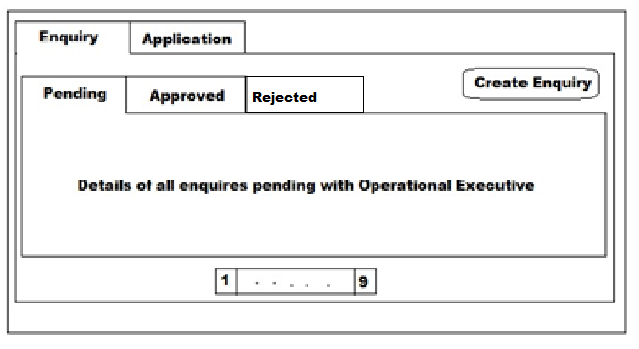 Enquiry Application
Create Enquiry
Pending Approved Rejected
Details of all enquires pending with Operational Executive
1 . . . . . 9